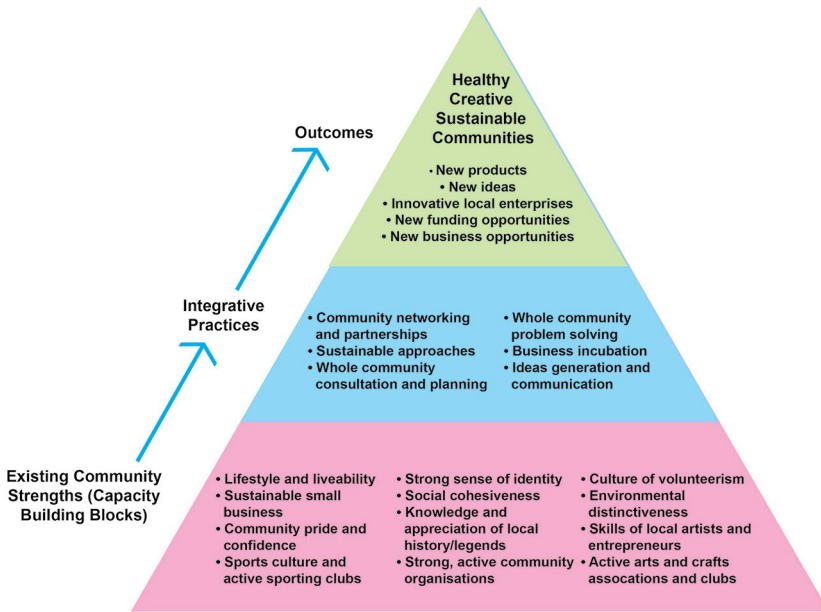 Healthy
Creative
Sustainable
Communities
• New products
• New ideas
• Innovative local enterprises
• New funding opportunities
• New business opportunities
Outcomes
Integrative
Practices
• Community networking
and partnerships
• Sustainable approaches
• Whole community
consultation and planning
• Whole community
problem solving
• Business incubation
• Ideas generation and
communication
Existing Community
Strengths (Capacity
Building Blocks)
• Lifestyle and liveability
• Sustainable small
business
• Community pride and
confidence
• Sports culture and
active sporting clubs
• Strong sense of identity
• Social cohesiveness
• Knowledge and
appreciation of local
history/legends
• Strong, active community
organisations
• Culture of volunteerism
• Environmental
distinctiveness
• Skills of local artists and
entrepreneurs
• Active arts and crafts
assocations and clubs